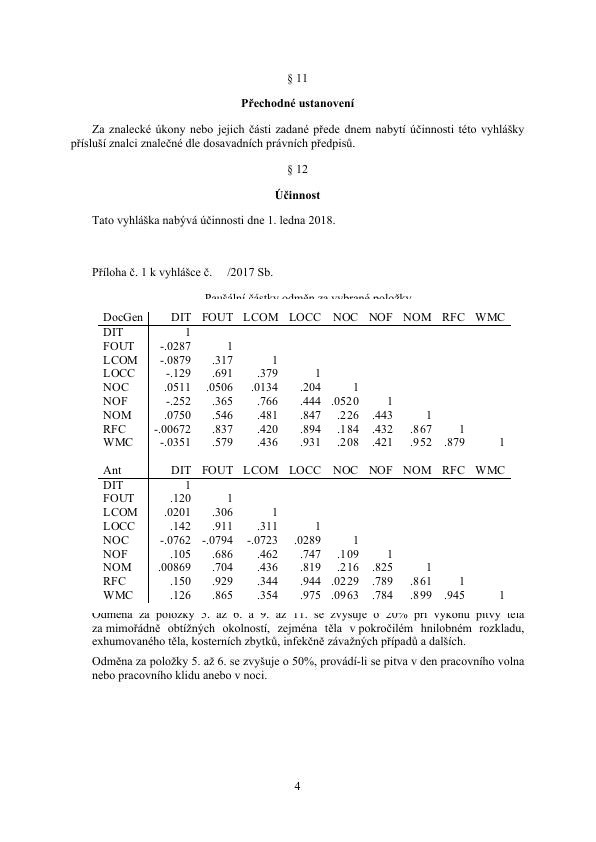 § 11
Přechodné ustanovení
Za znalecké úkony nebo jejich části zadané přede dnem nabytí účinnosti této vyhlášky
přísluší znalci znalečné dle dosavadních právních předpisů.
§ 12
Účinnost
Tato vyhláška nabývá účinnosti dne 1. ledna 2018.
Příloha č. 1 k vyhlášce č. /2017 Sb.
Paušální částky odměn za vybrané položky
DocGen DIT FOUT LCOM LOCC NOC NOF NOM RFC WMC
DIT 1
FOUT -.0287 1
LCOM -.0879 .317 1
LOCC -.129 .691 .379 1
NOC .0511 .0506 .0134 .204 1
NOF -.252 .365 .766 .444 .0520 1
NOM .0750 .546 .481 .847 .226 .443 1
RFC -.00672 .837 .420 .894 .184 .432 .867 1
WMC -.0351 .579 .436 .931 .208 .421 .952 .879 1
Ant DIT FOUT LCOM LOCC NOC NOF NOM RFC WMC
DIT 1
FOUT .120 1
LCOM .0201 .306 1
LOCC .142 .911 .311 1
NOC -.0762 -.0794 -.0723 .0289 1
NOF .105 .686 .462 .747 .109 1
NOM .00869 .704 .436 .819 .216 .825 1
RFC .150 .929 .344 .944 .0229 .789 .861 1
WMC .126 .865 .354 .975 .0963 .784 .899 .945 1
Odměna za položky 5. až 6. a 9. až 11. se zvyšuje o 20% při výkonu pitvy těla
za mimořádně obtížných okolností, zejména těla v pokročilém hnilobném rozkladu,
exhumovaného těla, kosterních zbytků, infekčně závažných případů a dalších.
Odměna za položky 5. až 6. se zvyšuje o 50%, provádí-li se pitva v den pracovního volna
nebo pracovního klidu anebo v noci.
4